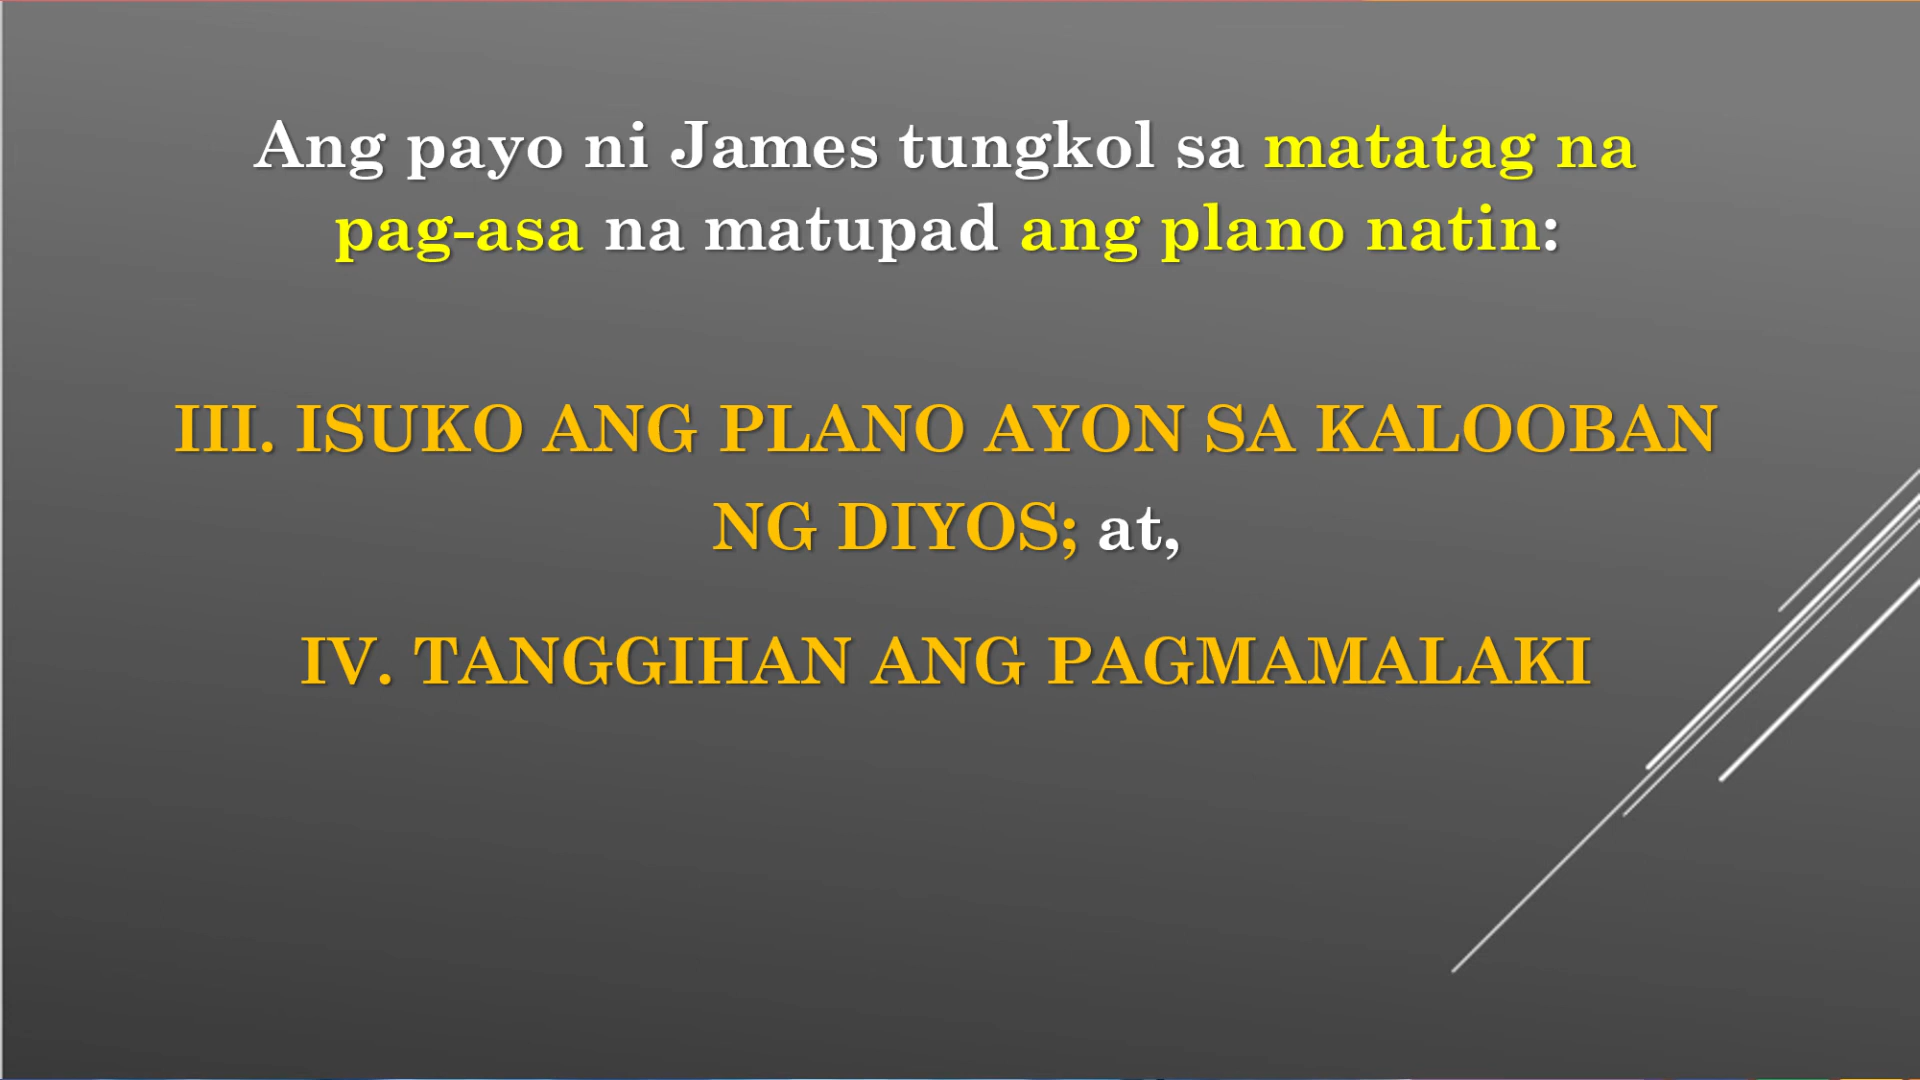 Ang payo ni James tungkol sa matatag na
pag-asa na matupad ang plano natin:
III. ISUKO ANG PLANO AYON SA KALOOBAN
NG DIYOS; at,
IV. TANGGIHAN ANG PAGMAMALAKI